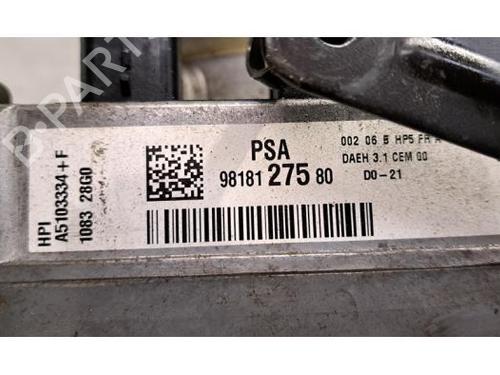 B-PARTS
HPI
A5103334+F
1083 28G0
PSA
98181 275 80
002 06 B HP5 FR A
DAEH 3.1 CEM 00
D0-21